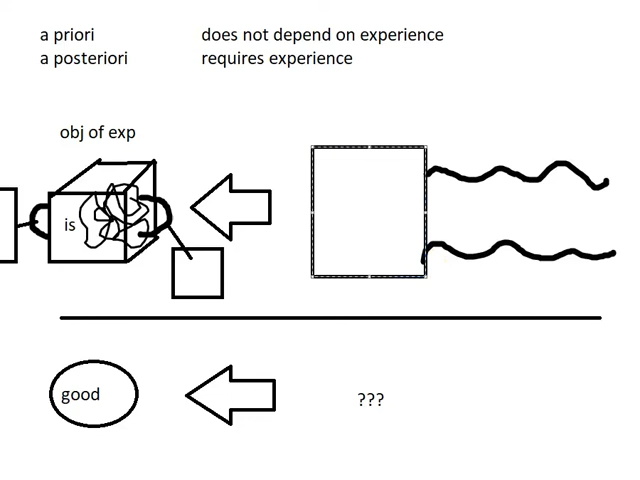 a priori does not depend on experience
a posteriori requires experience
obj of exp
is
good
???